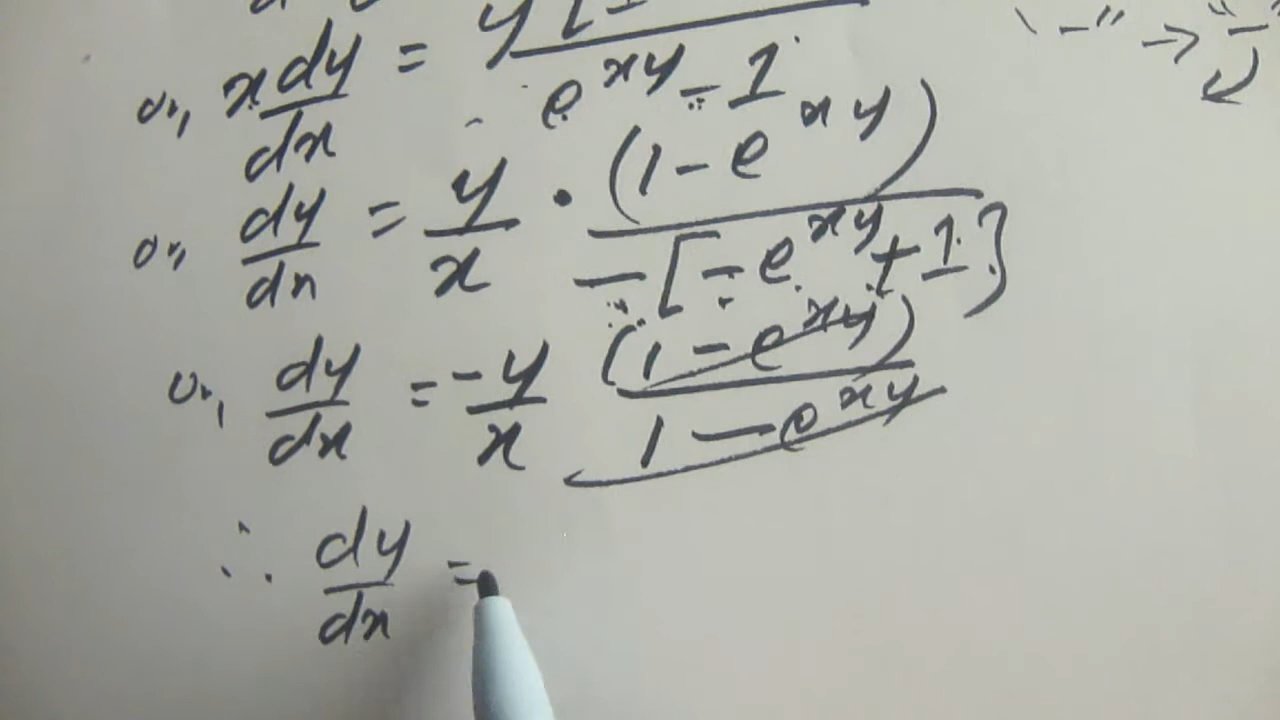 or, x dy/dx = y[1 / e^xy - 1
"-" → "-"
or, dy/dx = y/x · (1 - e^xy) / -[-e^xy + 1]
or, dy/dx = -y/x (1 - e^xy) / 1 - e^xy
∴ dy/dx =